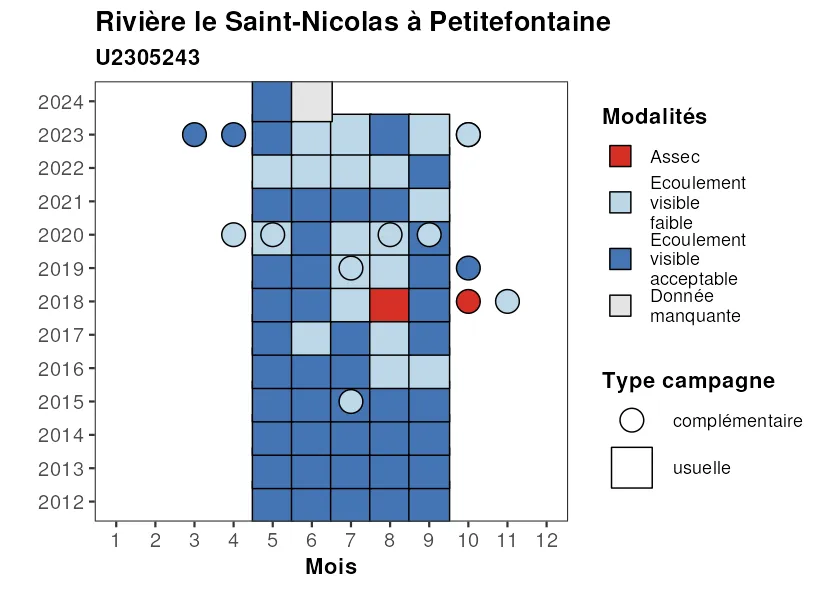 Rivière le Saint-Nicolas à Petitefontaine
U2305243
2024
2023
2022
2021
2020
2019
2018
2017
2016
2015
2014
2013
2012
1 2 3 4 5 6 7 8 9 10 11 12
Mois
Modalités
Assec
Ecoulement
visible
faible
Ecoulement
visible
acceptable
Donnée
manquante
Type campagne
complémentaire
usuelle